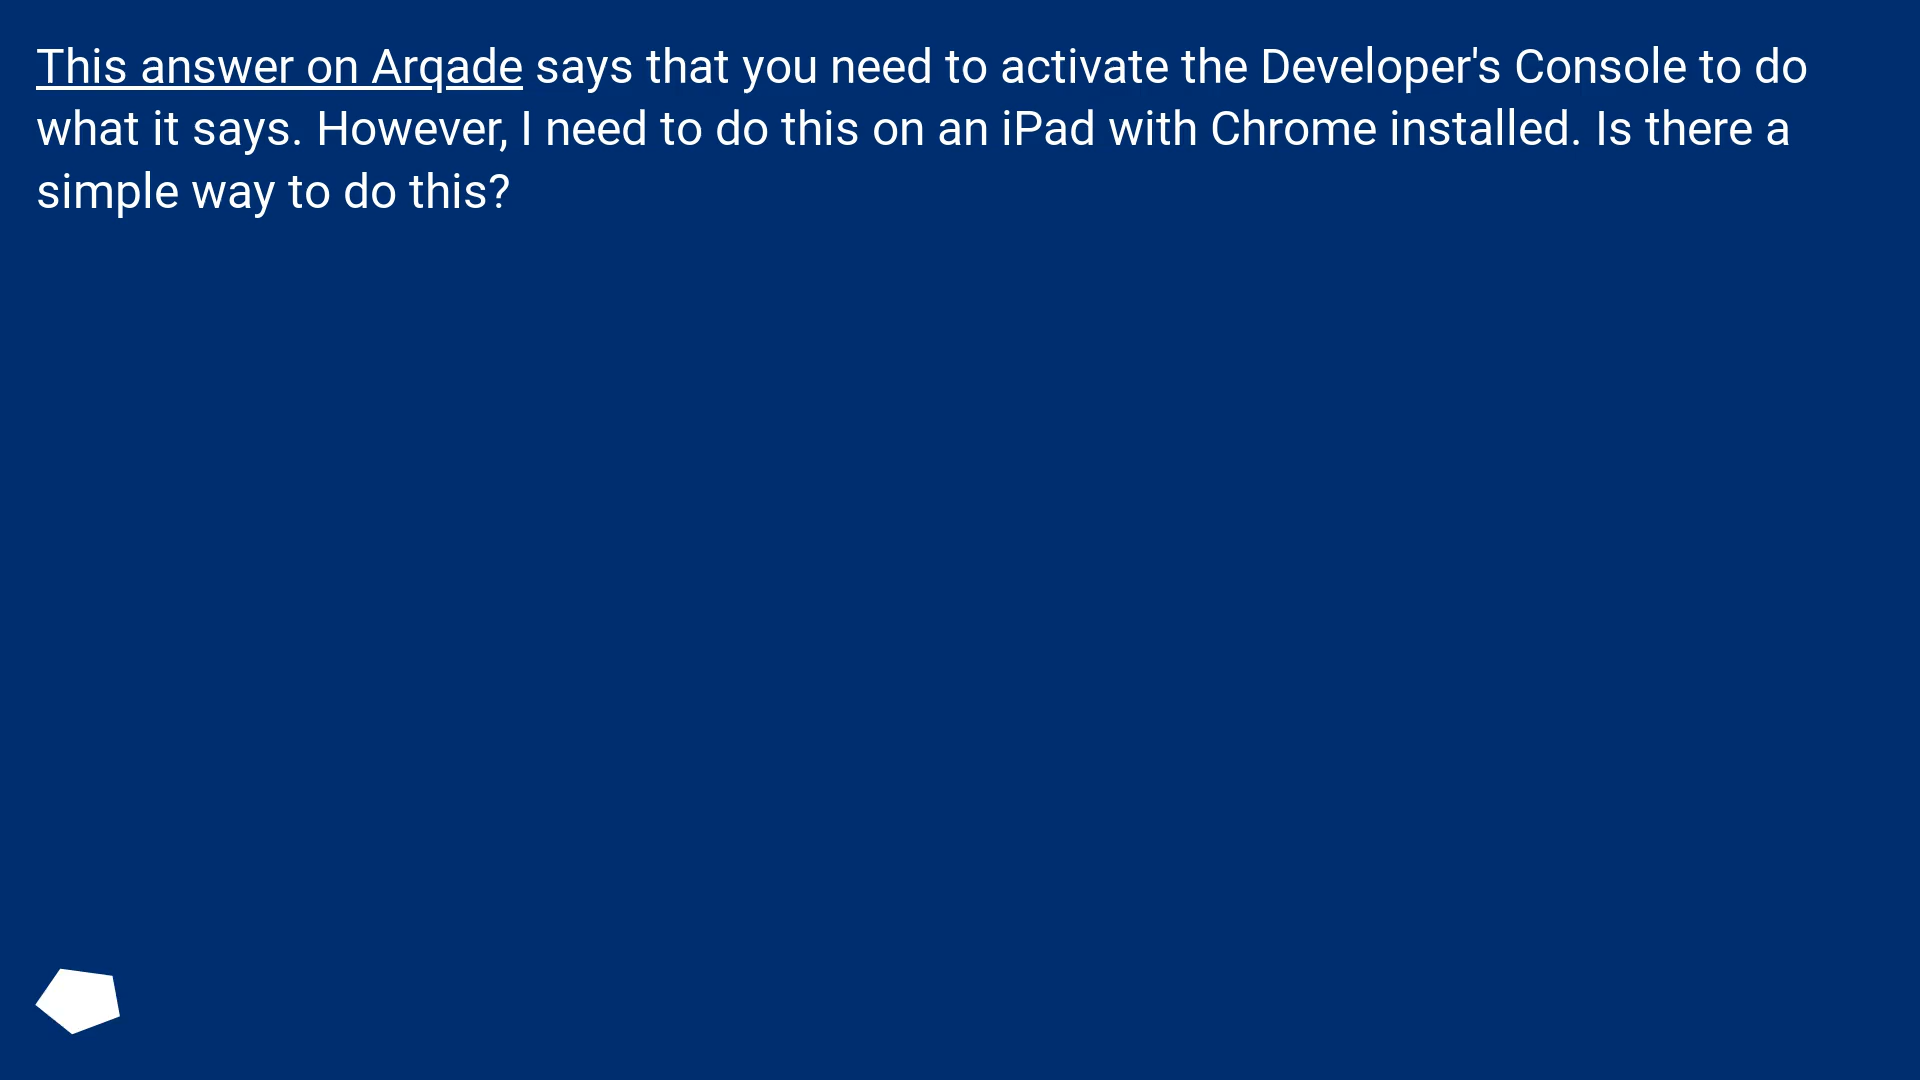 This answer on Arqade says that you need to activate the Developer's Console to do
what it says. However, I need to do this on an iPad with Chrome installed. Is there a
simple way to do this?